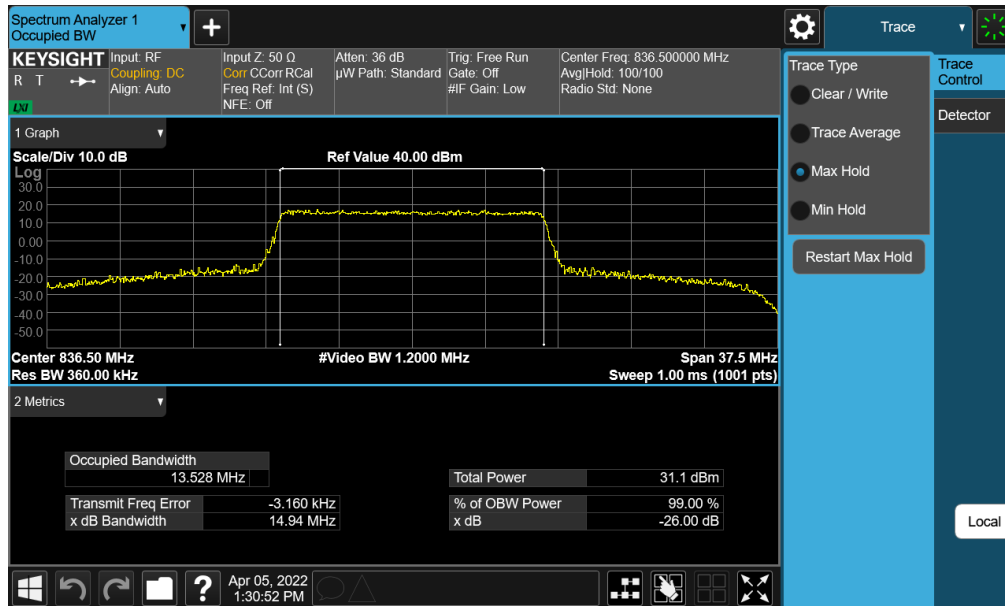 Spectrum Analyzer 1
Occupied BW
+
Trace
KEYSIGHT
R T
LXI
Input: RF
Coupling: DC
Align: Auto
Input Z: 50 Ω
Corr CCorr RCal
Freq Ref: Int (S)
NFE: Off
Atten: 36 dB
µW Path: Standard
Trig: Free Run
Gate: Off
#IF Gain: Low
Center Freq: 836.500000 MHz
Avg|Hold: 100/100
Radio Std: None
1 Graph
Scale/Div 10.0 dB
Ref Value 40.00 dBm
Log
30.0
20.0
10.0
0.00
-10.0
-20.0
-30.0
-40.0
-50.0
Center 836.50 MHz
#Video BW 1.2000 MHz
Span 37.5 MHz
Res BW 360.00 kHz
Sweep 1.00 ms (1001 pts)
2 Metrics
Occupied Bandwidth
13.528 MHz
Total Power 31.1 dBm
Transmit Freq Error -3.160 kHz
% of OBW Power 99.00 %
x dB Bandwidth 14.94 MHz
x dB -26.00 dB
Trace Type
Clear / Write
Trace Average
Max Hold
Min Hold
Restart Max Hold
Trace
Control
Detector
Local
?
Apr 05, 2022
1:30:52 PM